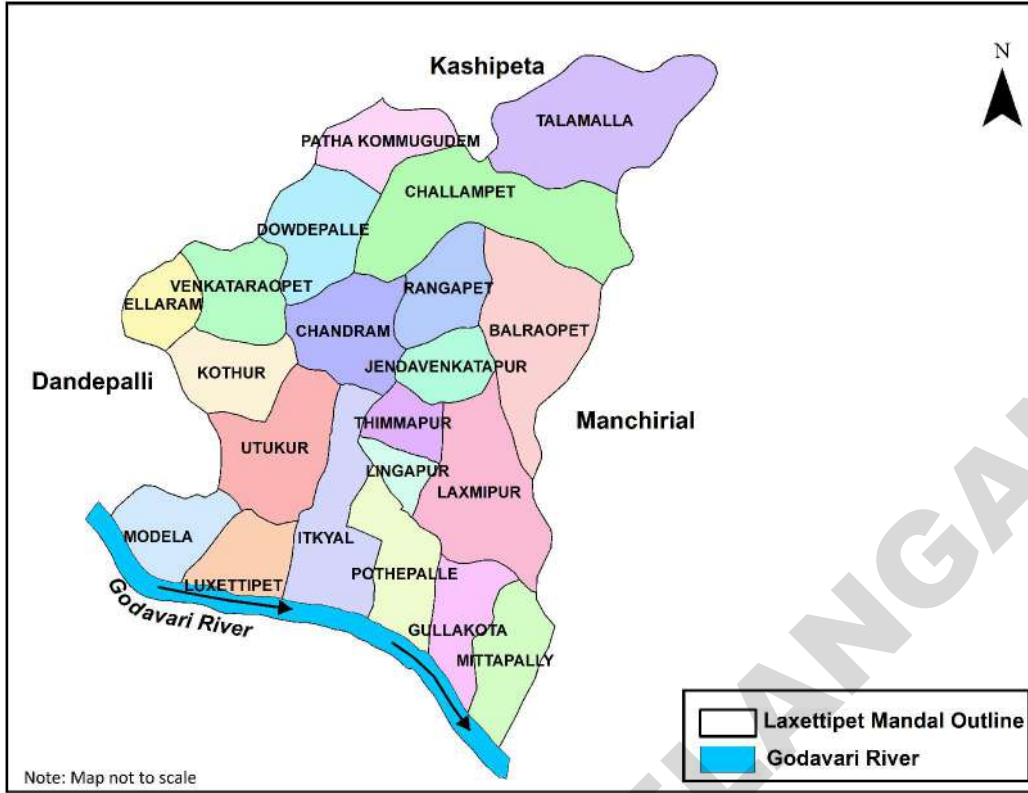 N
Kashipeta
TALAMALLA
PATHA KOMMUGUDEM
CHALLAMPET
DOWDEPALLE
VENKATARAOPET
RANGAPET
ELLARAM
CHANDRAM
BALRAOPET
JENDAVENKATAPUR
KOTHUR
Dandepalli
THIMMAPUR
Manchirial
UTUKUR
LINGAPUR
LAXMIPUR
MODELA
ITKYAL
POTHEPALLE
LUXETTIPET
Godavari River
GULLAKOTA
MITTAPALLY
Laxettipet Mandal Outline
Godavari River
Note: Map not to scale